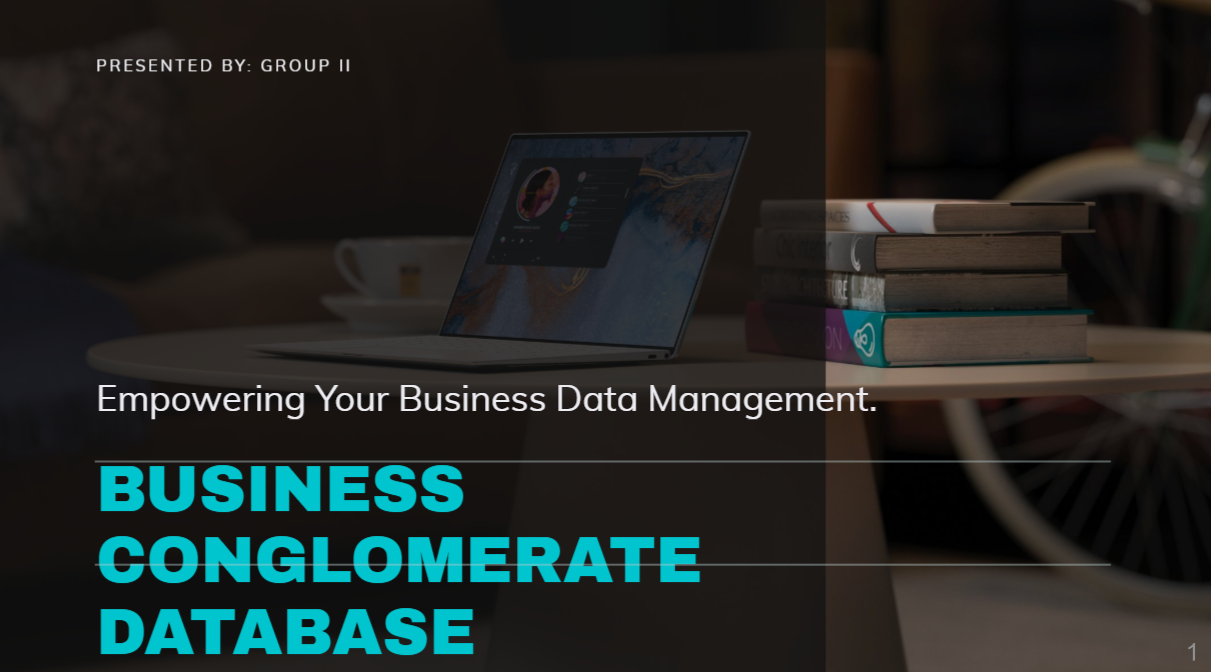 PRESENTED BY: GROUP II
Empowering Your Business Data Management.
BUSINESS
CONGLOMERATE
DATABASE
1